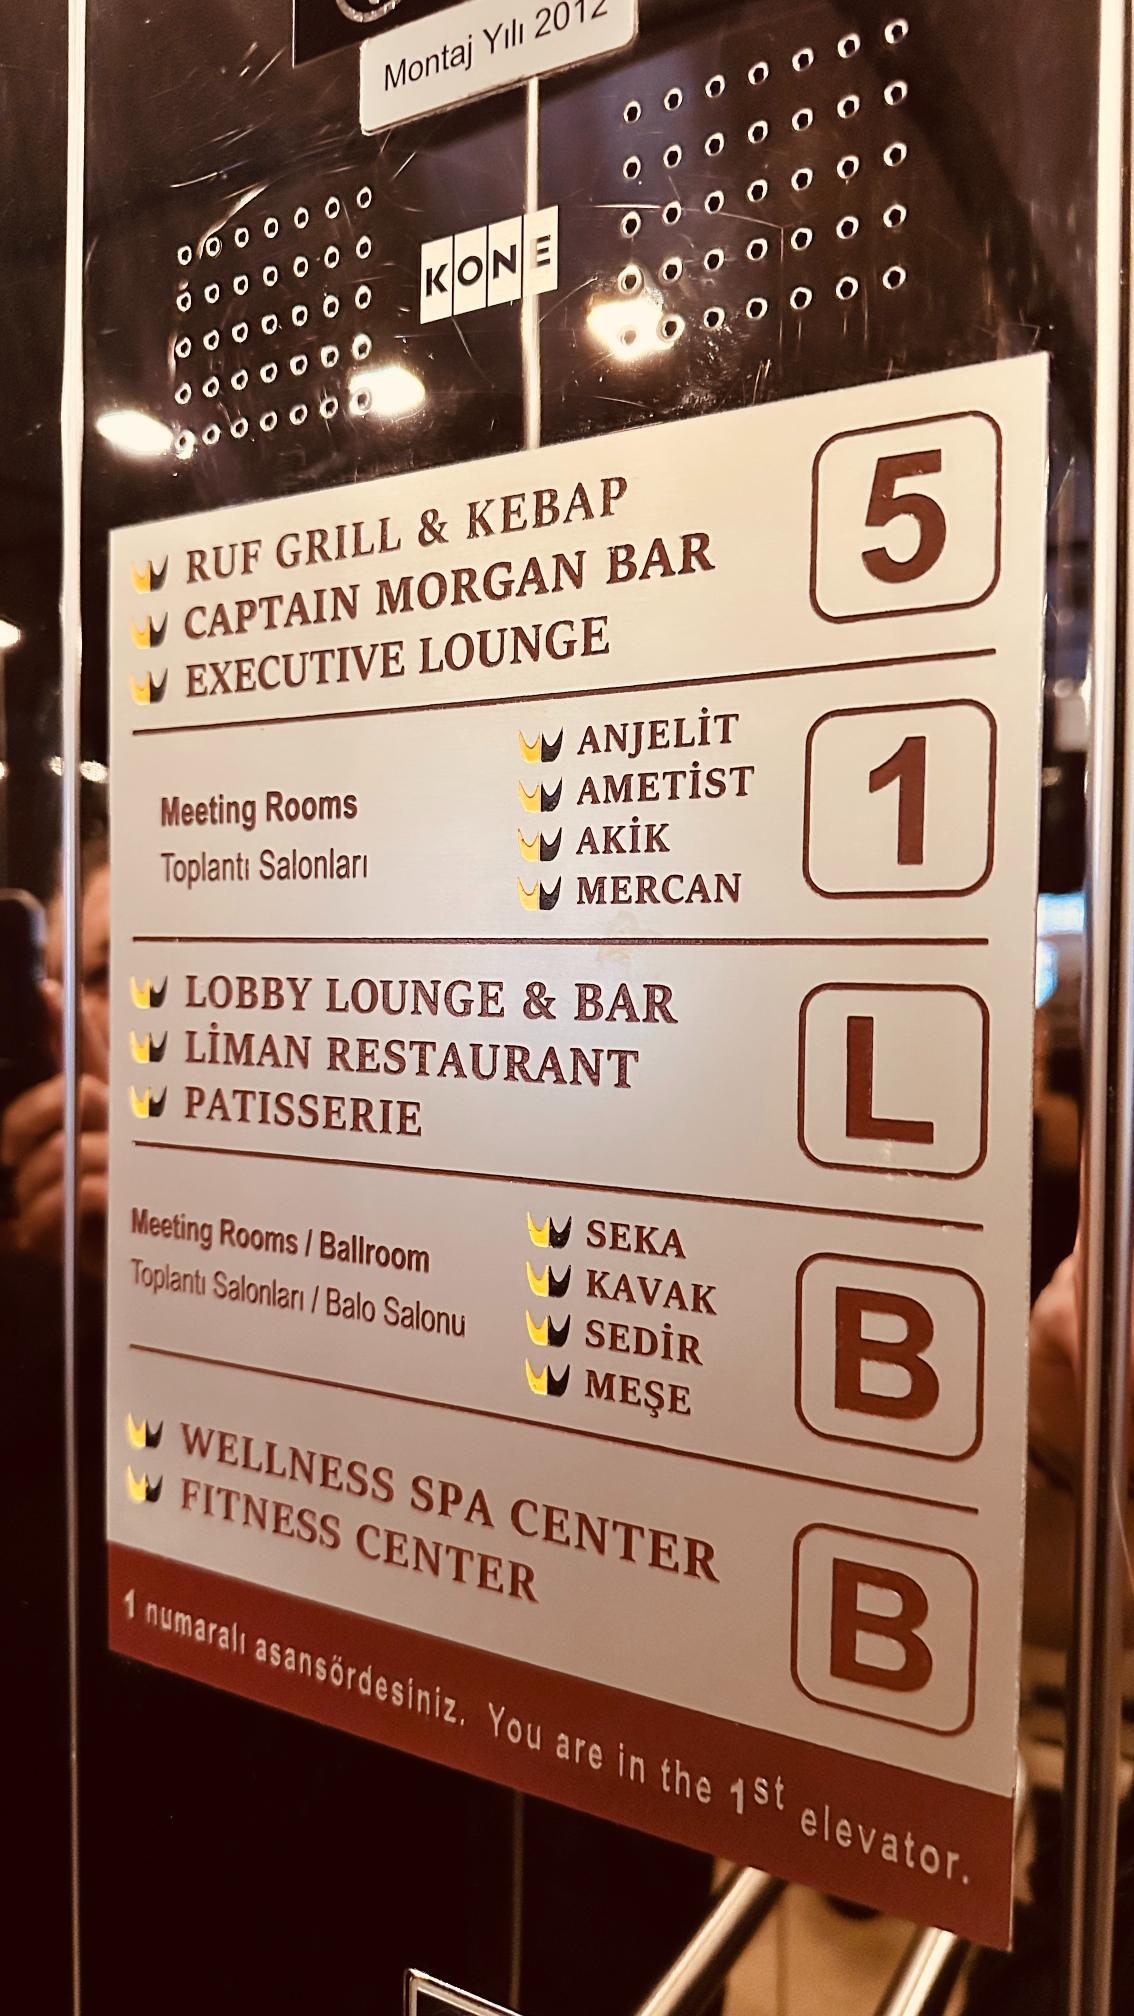 Montaj Yılı 2012
KONE
RUF GRILL & KEBAP
CAPTAIN MORGAN BAR
EXECUTIVE LOUNGE
5
Meeting Rooms
Toplantı Salonları
ANJELİT
AMETİST
AKİK
MERCAN
1
LOBBY LOUNGE & BAR
LİMAN RESTAURANT
PATISSERIE
L
Meeting Rooms / Ballroom
Toplantı Salonları / Balo Salonu
SEKA
KAVAK
SEDİR
MEŞE
B
WELLNESS SPA CENTER
FITNESS CENTER
B
1 numaralı asansördesiniz. You are in the 1st elevator.